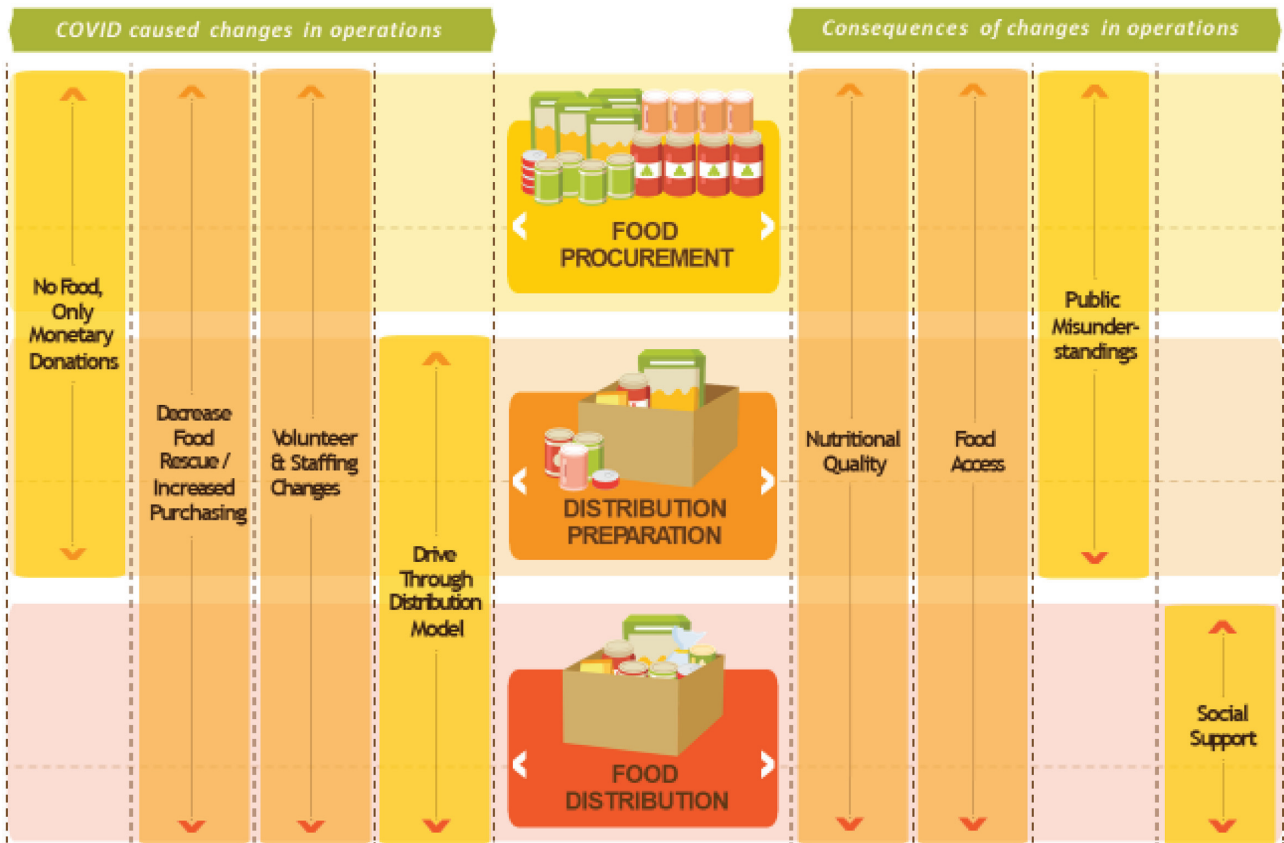 COVID caused changes in operations
Consequences of changes in operations
No Food,
Only
Monetary
Donations
Decrease
Food
Rescue /
Increased
Purchasing
Volunteer
& Staffing
Changes
Drive
Through
Distribution
Model
FOOD
PROCUREMENT
DISTRIBUTION
PREPARATION
FOOD
DISTRIBUTION
Nutritional
Quality
Food
Access
Public
Misunder-
standings
Social
Support